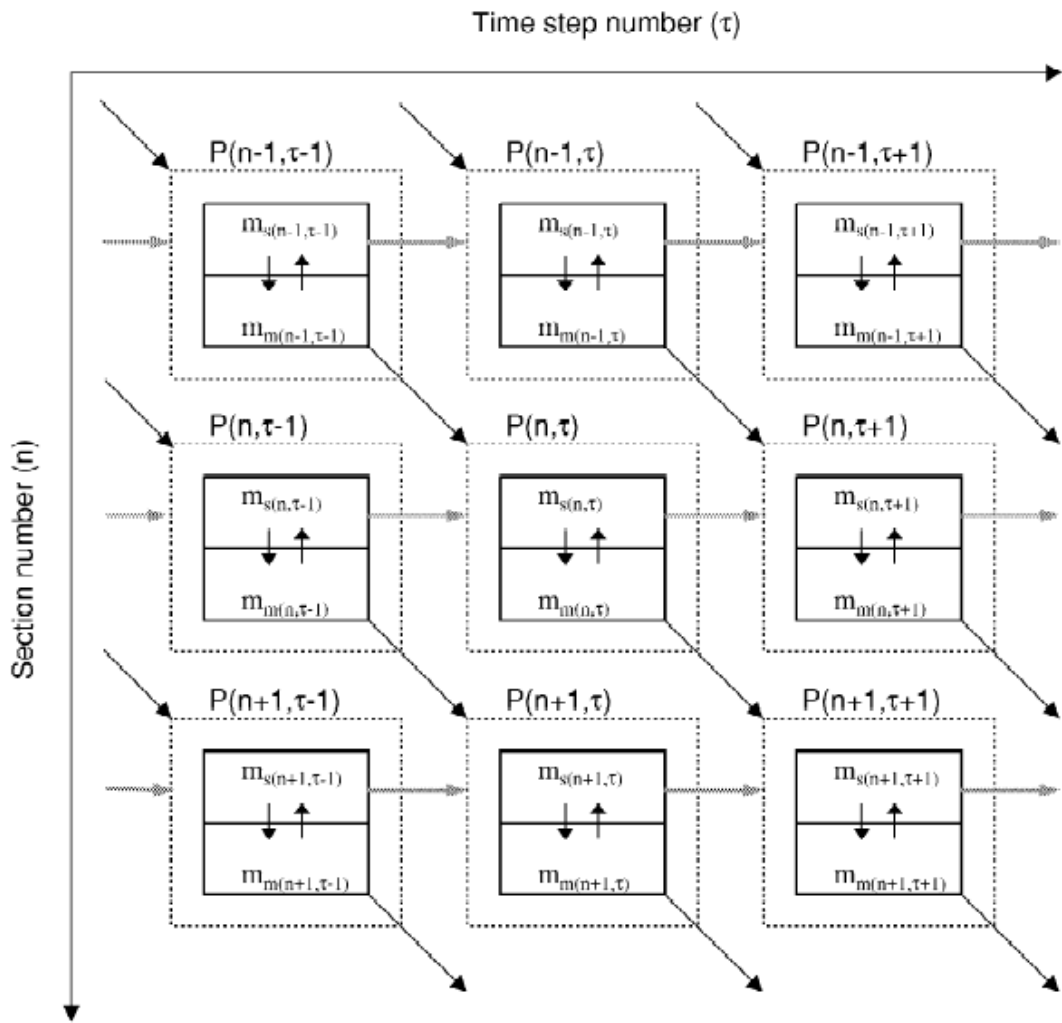 Time step number (τ)
P(n-1,τ-1) P(n-1,τ) P(n-1,τ+1)
m_s(n-1,τ-1) m_s(n-1,τ) m_s(n-1,τ+1)
m_m(n-1,τ-1) m_m(n-1,τ) m_m(n-1,τ+1)
Section number (n)
P(n,τ-1) P(n,τ) P(n,τ+1)
m_s(n,τ-1) m_s(n,τ) m_s(n,τ+1)
m_m(n,τ-1) m_m(n,τ) m_m(n,τ+1)
P(n+1,τ-1) P(n+1,τ) P(n+1,τ+1)
m_s(n+1,τ-1) m_s(n+1,τ) m_s(n+1,τ+1)
m_m(n+1,τ-1) m_m(n+1,τ) m_m(n+1,τ+1)